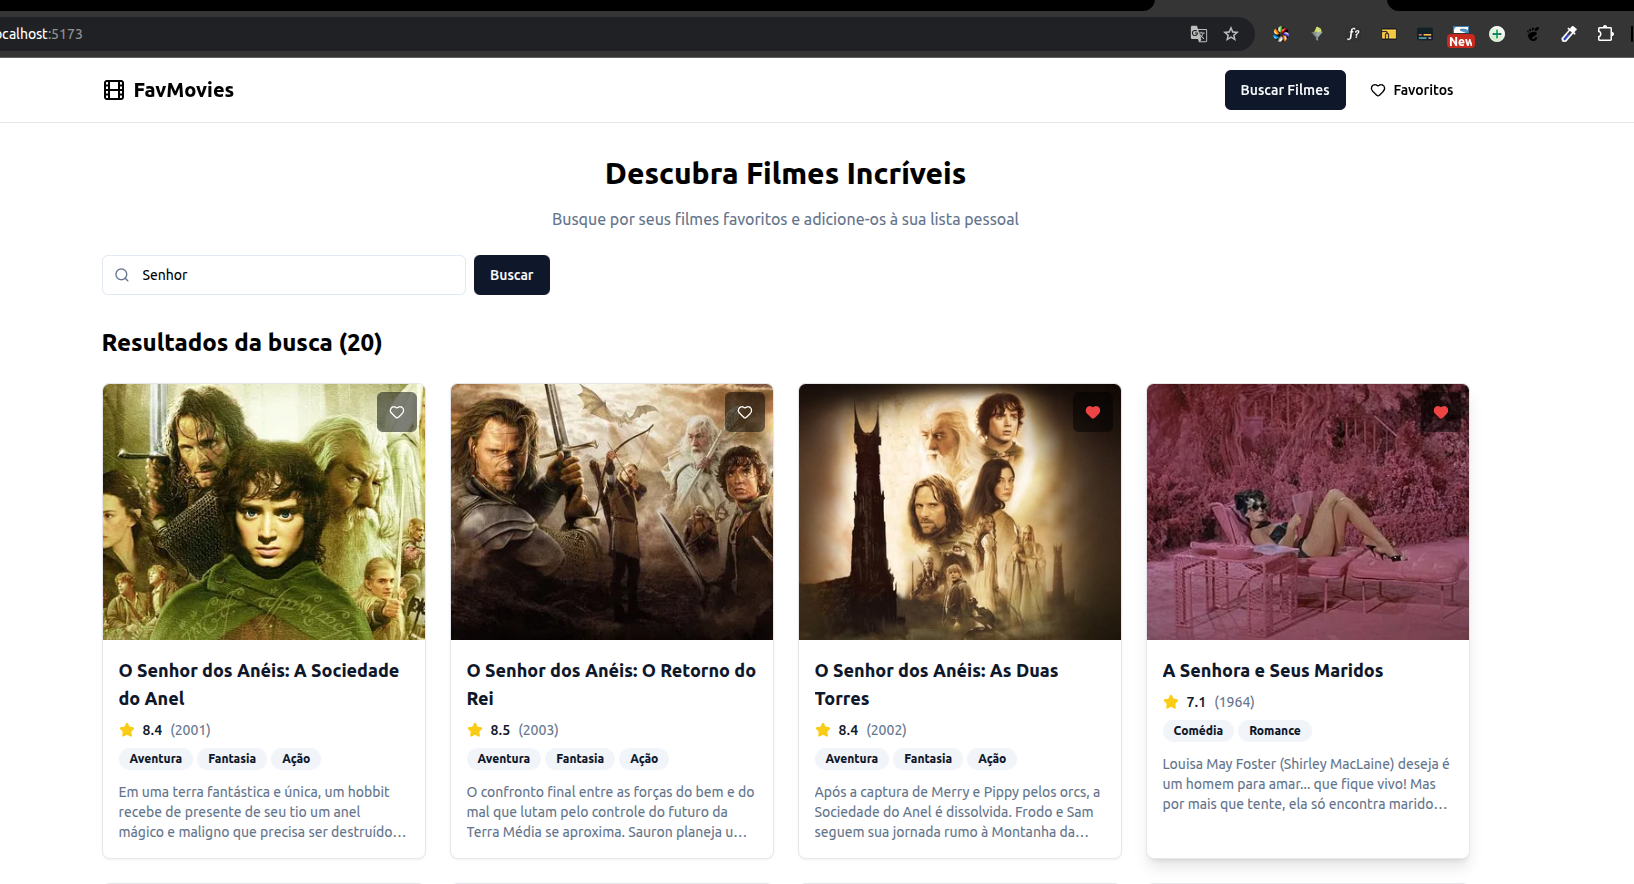 ocalhost:5173
New
FavMovies
Buscar Filmes
Favoritos
Descubra Filmes Incríveis
Busque por seus filmes favoritos e adicione-os à sua lista pessoal
Senhor
Buscar
Resultados da busca (20)
O Senhor dos Anéis: A Sociedade
do Anel
8.4 (2001)
Aventura Fantasia Ação
Em uma terra fantástica e única, um hobbit
recebe de presente de seu tio um anel
mágico e maligno que precisa ser destruído…
O Senhor dos Anéis: O Retorno do
Rei
8.5 (2003)
Aventura Fantasia Ação
O confronto final entre as forças do bem e do
mal que lutam pelo controle do futuro da
Terra Média se aproxima. Sauron planeja u…
O Senhor dos Anéis: As Duas
Torres
8.4 (2002)
Aventura Fantasia Ação
Após a captura de Merry e Pippy pelos orcs, a
Sociedade do Anel é dissolvida. Frodo e Sam
seguem sua jornada rumo à Montanha da…
A Senhora e Seus Maridos
7.1 (1964)
Comédia Romance
Louisa May Foster (Shirley MacLaine) deseja é
um homem para amar... que fique vivo! Mas
por mais que tente, ela só encontra marido…